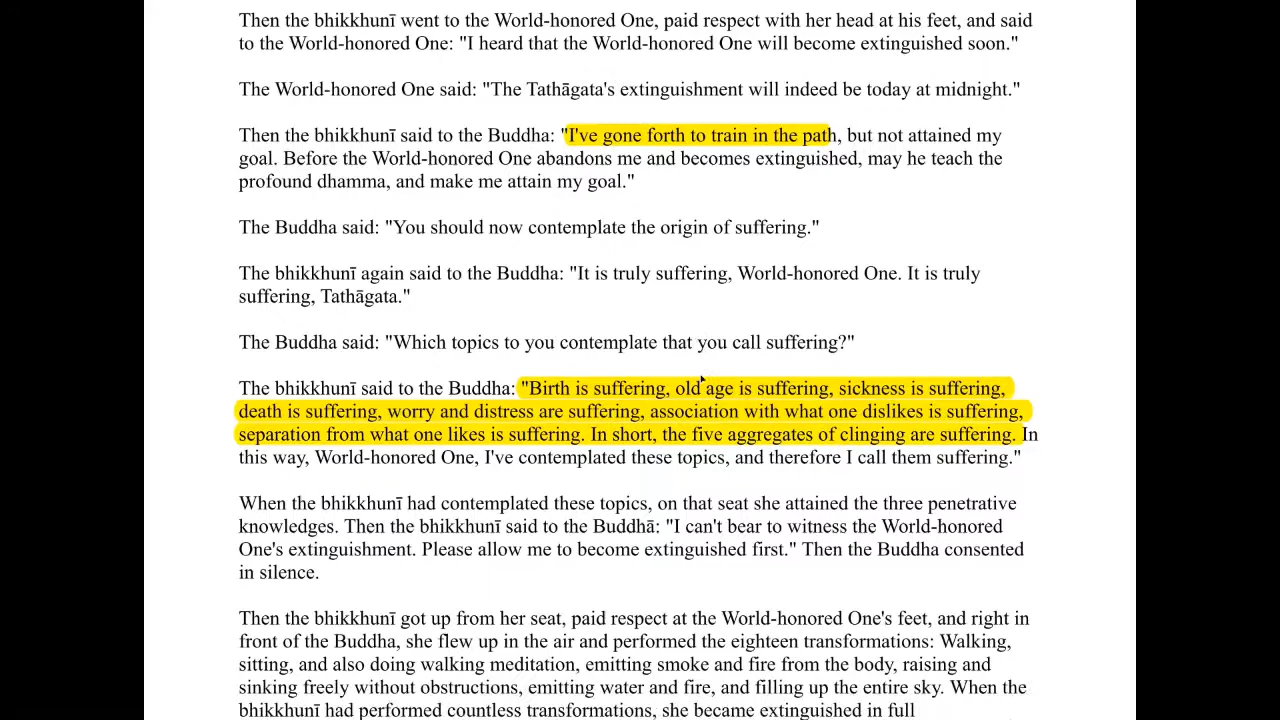 Then the bhikkhunī went to the World-honored One, paid respect with her head at his feet, and said
to the World-honored One: "I heard that the World-honored One will become extinguished soon."
The World-honored One said: "The Tathāgata's extinguishment will indeed be today at midnight."
Then the bhikkhunī said to the Buddha: "I've gone forth to train in the path, but not attained my
goal. Before the World-honored One abandons me and becomes extinguished, may he teach the
profound dhamma, and make me attain my goal."
The Buddha said: "You should now contemplate the origin of suffering."
The bhikkhunī again said to the Buddha: "It is truly suffering, World-honored One. It is truly
suffering, Tathāgata."
The Buddha said: "Which topics to you contemplate that you call suffering?"
The bhikkhunī said to the Buddha: "Birth is suffering, old age is suffering, sickness is suffering,
death is suffering, worry and distress are suffering, association with what one dislikes is suffering,
separation from what one likes is suffering. In short, the five aggregates of clinging are suffering. In
this way, World-honored One, I've contemplated these topics, and therefore I call them suffering."
When the bhikkhunī had contemplated these topics, on that seat she attained the three penetrative
knowledges. Then the bhikkhunī said to the Buddhā: "I can't bear to witness the World-honored
One's extinguishment. Please allow me to become extinguished first." Then the Buddha consented
in silence.
Then the bhikkhunī got up from her seat, paid respect at the World-honored One's feet, and right in
front of the Buddha, she flew up in the air and performed the eighteen transformations: Walking,
sitting, and also doing walking meditation, emitting smoke and fire from the body, raising and
sinking freely without obstructions, emitting water and fire, and filling up the entire sky. When the
bhikkhunī had performed countless transformations, she became extinguished in full